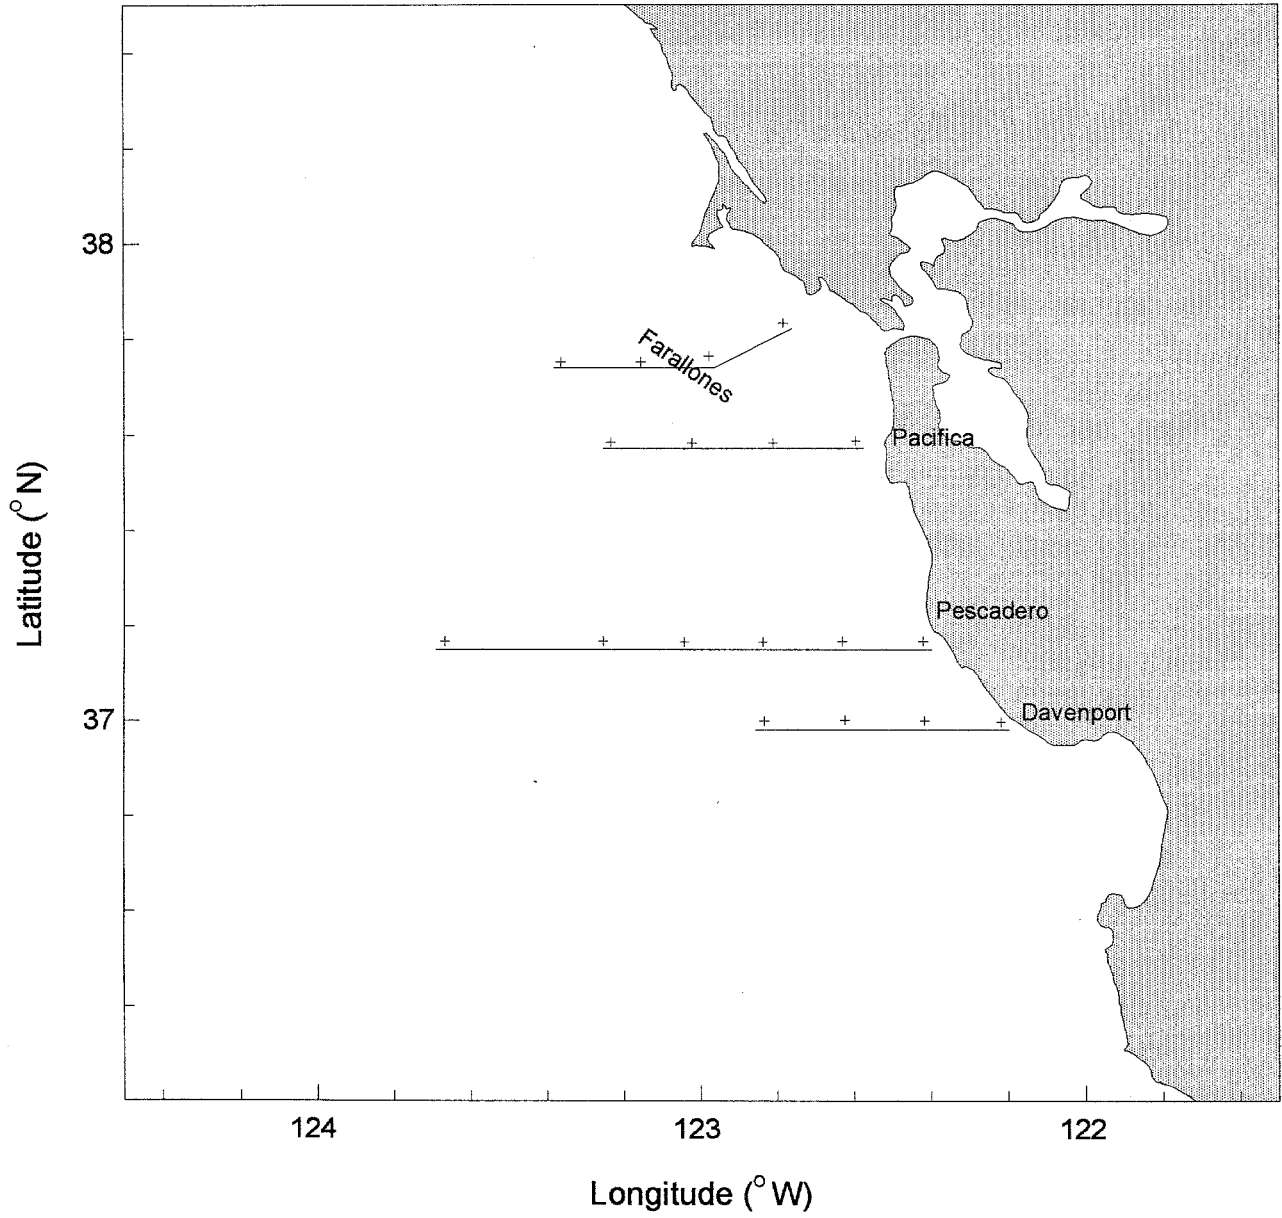 38
Farallones
Pacifica
Pescadero
37
Davenport
Latitude (°N)
124
123
122
Longitude (°W)